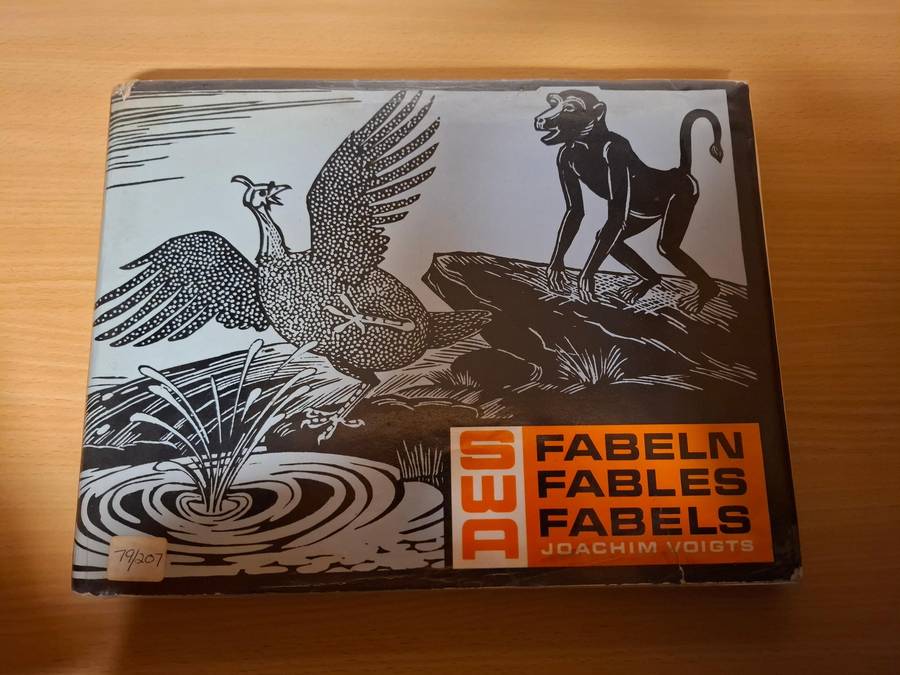 SWA
FABELN
FABLES
FABELS
JOACHIM VOIGTS
79/207